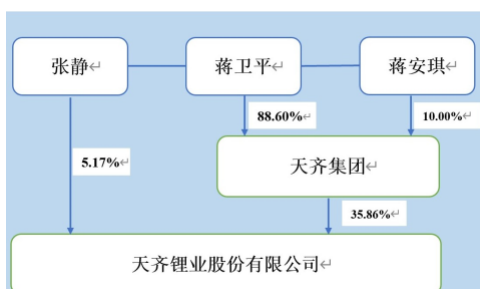 张静
蒋卫平
蒋安琪
88.60%
10.00%
5.17%
天齐集团
35.86%
天齐锂业股份有限公司